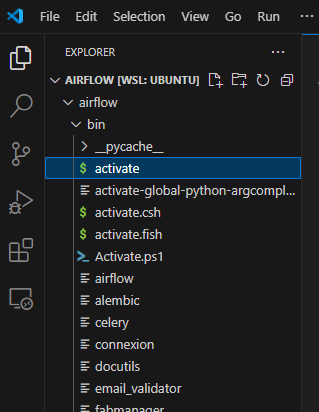 File Edit Selection View Go Run
EXPLORER
AIRFLOW [WSL: UBUNTU]
airflow
bin
__pycache__
$ activate
activate-global-python-argcompl...
$ activate.csh
$ activate.fish
Activate.ps1
airflow
alembic
celery
connexion
docutils
email_validator
fabmanager